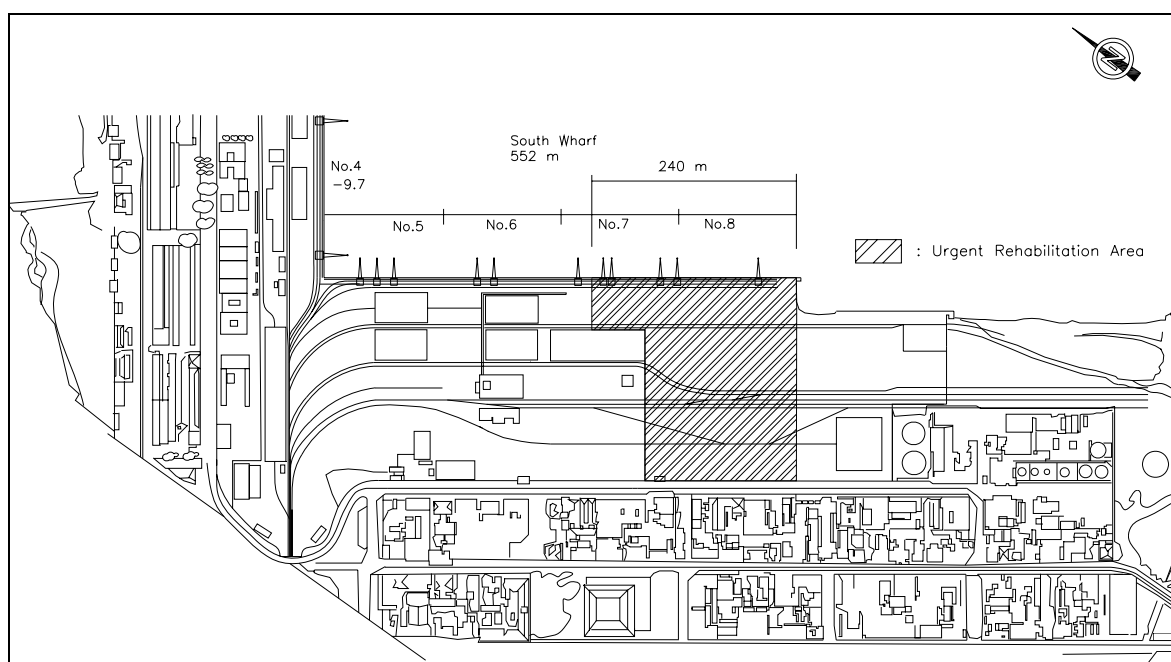 N
South Wharf
552 m
240 m
No.4
-9.7
No.5
No.6
No.7
No.8
: Urgent Rehabilitation Area